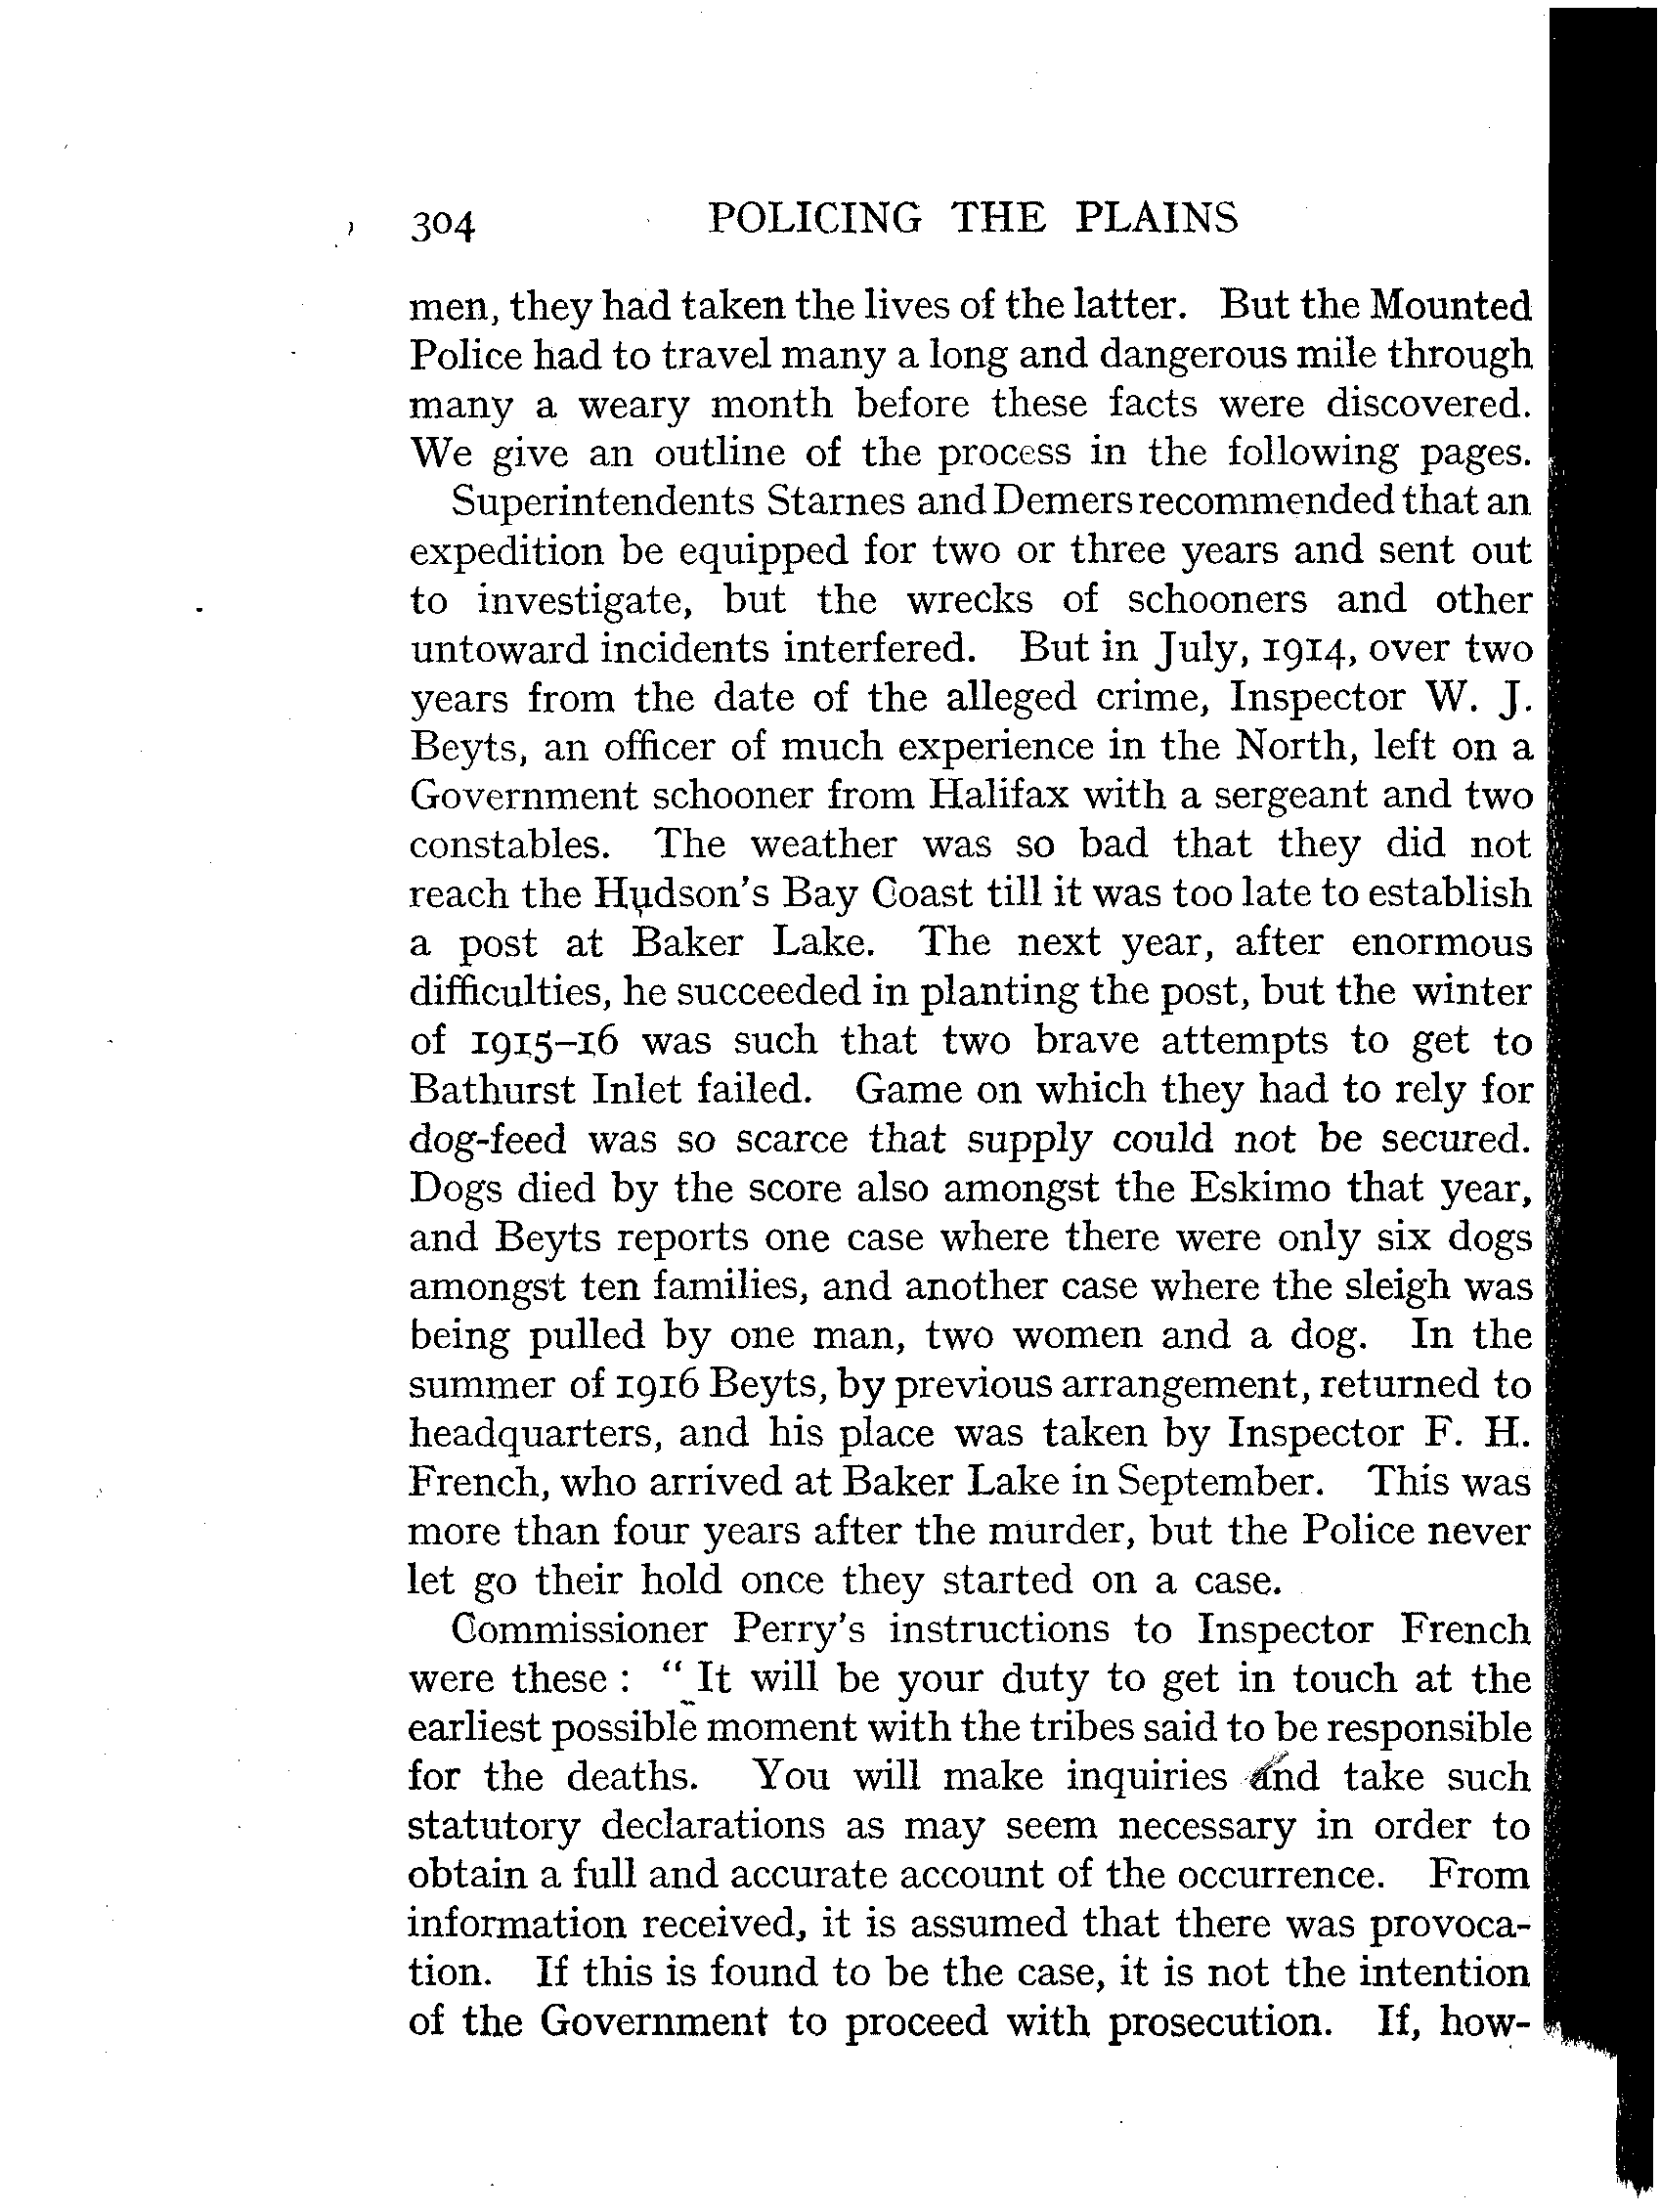 304 POLICING THE PLAINS
men, they had taken the lives of the latter. But the Mounted
Police had to travel many a long and dangerous mile through
many a weary month before these facts were discovered.
We give an outline of the process in the following pages.
Superintendents Starnes and Demers recommended that an
expedition be equipped for two or three years and sent out
to investigate, but the wrecks of schooners and other
untoward incidents interfered. But in July, 1914, over two
years from the date of the alleged crime, Inspector W. J.
Beyts, an officer of much experience in the North, left on a
Government schooner from Halifax with a sergeant and two
constables. The weather was so bad that they did not
reach the Hudson's Bay Coast till it was too late to establish
a post at Baker Lake. The next year, after enormous
difficulties, he succeeded in planting the post, but the winter
of 1915–16 was such that two brave attempts to get to
Bathurst Inlet failed. Game on which they had to rely for
dog-feed was so scarce that supply could not be secured.
Dogs died by the score also amongst the Eskimo that year,
and Beyts reports one case where there were only six dogs
amongst ten families, and another case where the sleigh was
being pulled by one man, two women and a dog. In the
summer of 1916 Beyts, by previous arrangement, returned to
headquarters, and his place was taken by Inspector F. H.
French, who arrived at Baker Lake in September. This was
more than four years after the murder, but the Police never
let go their hold once they started on a case.
Commissioner Perry's instructions to Inspector French
were these : “ It will be your duty to get in touch at the
earliest possible moment with the tribes said to be responsible
for the deaths. You will make inquiries and take such
statutory declarations as may seem necessary in order to
obtain a full and accurate account of the occurrence. From
information received, it is assumed that there was provoca-
tion. If this is found to be the case, it is not the intention
of the Government to proceed with prosecution. If, how-